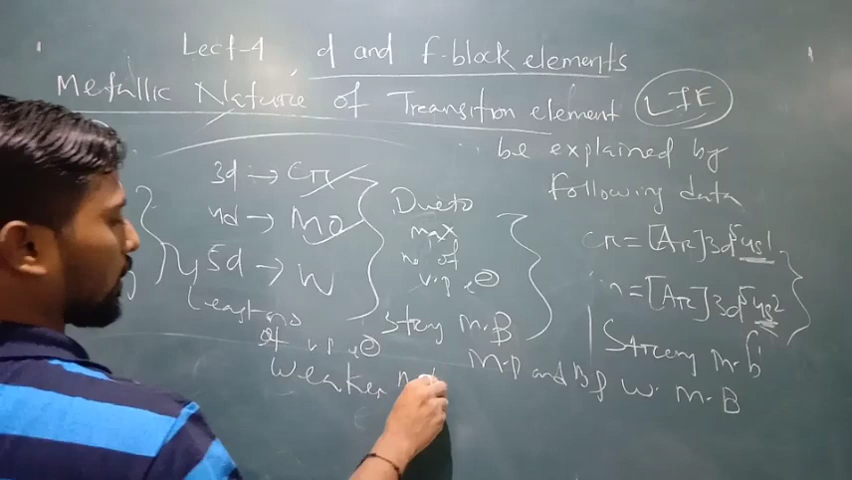 Lect-4 d and f-block elements
Metallic Nature of Transition element LIE
be explained by
following data
3d → Cr
4d → Mo
5d → W
Due to
max
no of
u.p. e
strong M.B
Least no
of u.p. e
weaker
Cr = [Ar] 3d5 4s1
= [Ar] 3d5 4s2
Strong m.b
M.P and B.P
M.B